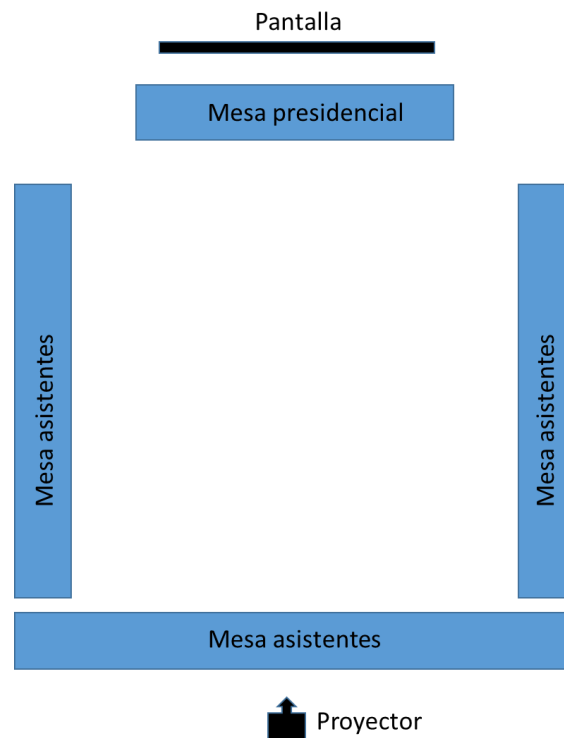 Pantalla
Mesa presidencial
Mesa asistentes
Mesa asistentes
Mesa asistentes
Proyector